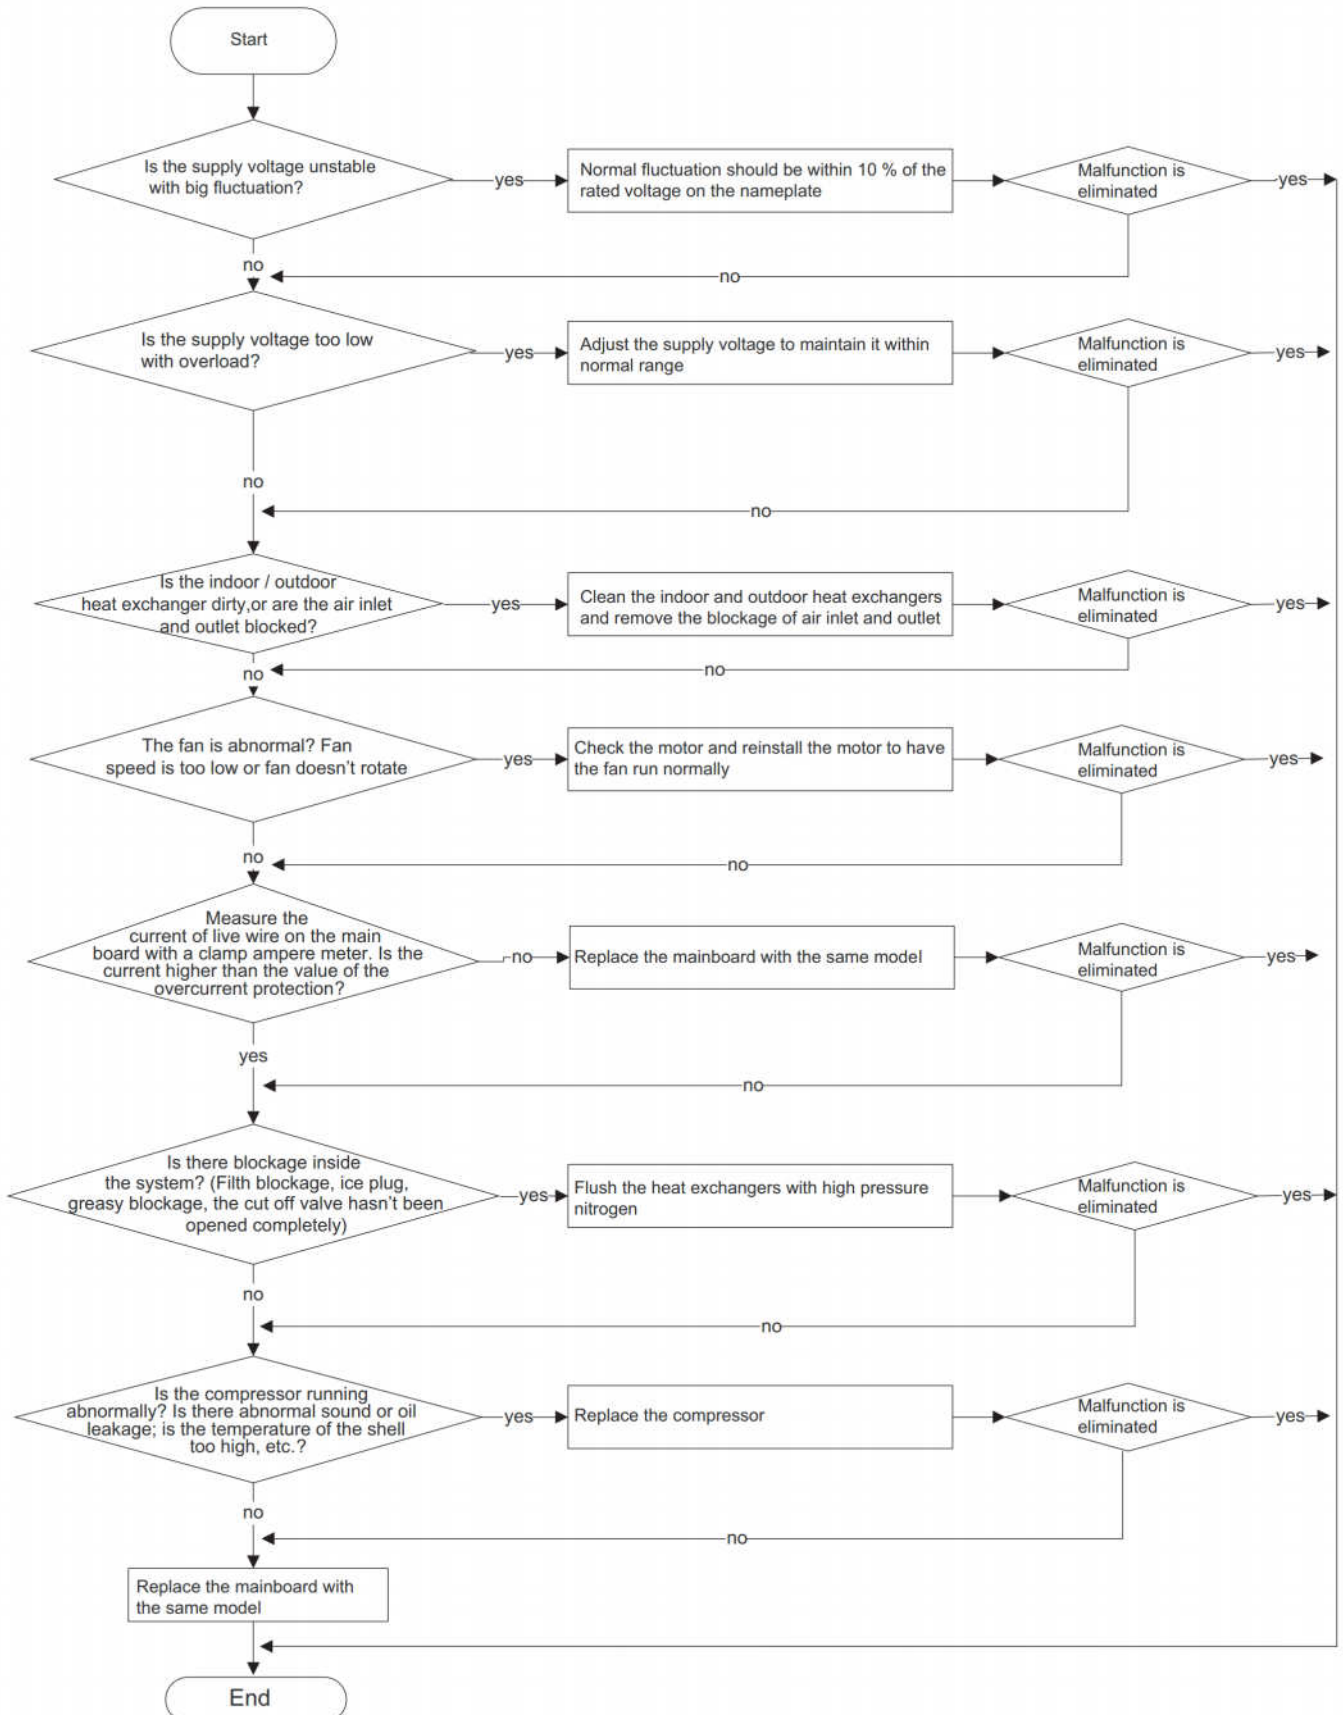 Start
Is the supply voltage unstable
with big fluctuation?
yes
Normal fluctuation should be within 10 % of the
rated voltage on the nameplate
Malfunction is
eliminated
yes
no
no
Is the supply voltage too low
with overload?
yes
Adjust the supply voltage to maintain it within
normal range
Malfunction is
eliminated
yes
no
no
Is the indoor / outdoor
heat exchanger dirty,or are the air inlet
and outlet blocked?
yes
Clean the indoor and outdoor heat exchangers
and remove the blockage of air inlet and outlet
Malfunction is
eliminated
yes
no
no
The fan is abnormal? Fan
speed is too low or fan doesn't rotate
yes
Check the motor and reinstall the motor to have
the fan run normally
Malfunction is
eliminated
yes
no
no
Measure the
current of live wire on the main
board with a clamp ampere meter. Is the
current higher than the value of the
overcurrent protection?
no
Replace the mainboard with the same model
Malfunction is
eliminated
yes
yes
no
Is there blockage inside
the system? (Filth blockage, ice plug,
greasy blockage, the cut off valve hasn't been
opened completely)
yes
Flush the heat exchangers with high pressure
nitrogen
Malfunction is
eliminated
yes
no
no
Is the compressor running
abnormally? Is there abnormal sound or oil
leakage; is the temperature of the shell
too high, etc.?
yes
Replace the compressor
Malfunction is
eliminated
yes
no
no
Replace the mainboard with
the same model
End